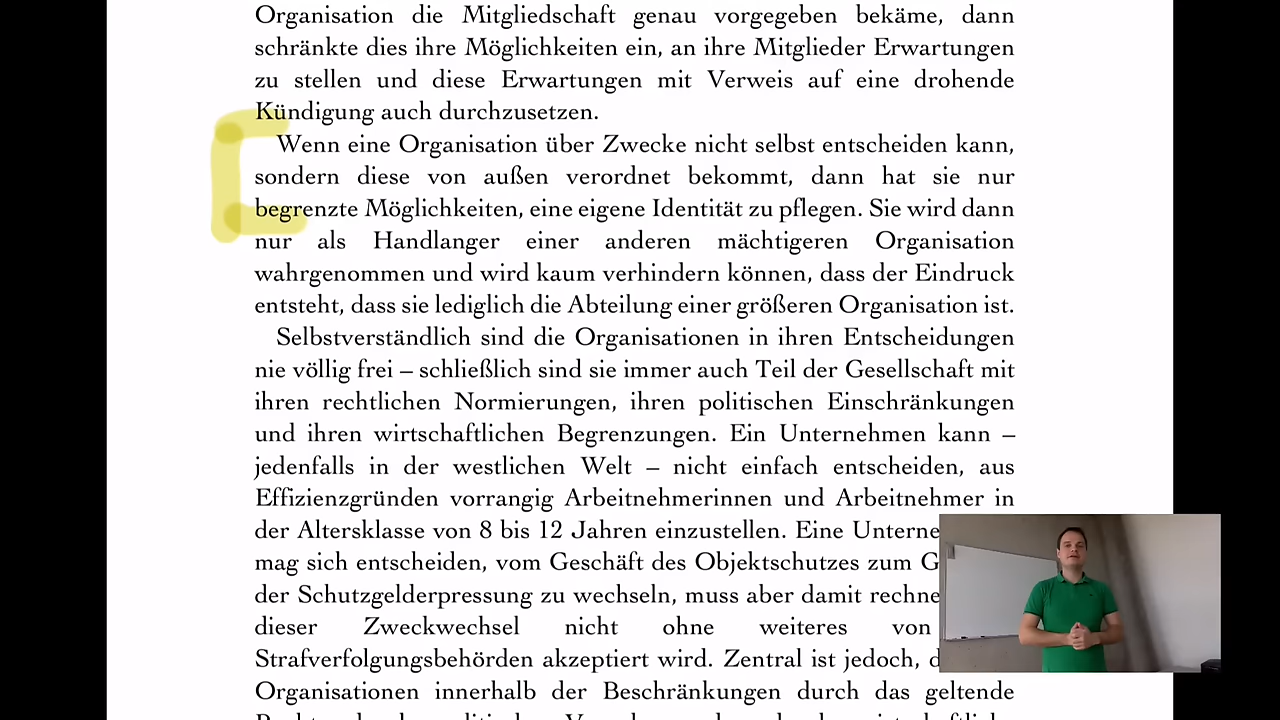 Organisation die Mitgliedschaft genau vorgegeben bekäme, dann
schränkte dies ihre Möglichkeiten ein, an ihre Mitglieder Erwartungen
zu stellen und diese Erwartungen mit Verweis auf eine drohende
Kündigung auch durchzusetzen.
Wenn eine Organisation über Zwecke nicht selbst entscheiden kann,
sondern diese von außen verordnet bekommt, dann hat sie nur
begrenzte Möglichkeiten, eine eigene Identität zu pflegen. Sie wird dann
nur als Handlanger einer anderen mächtigeren Organisation
wahrgenommen und wird kaum verhindern können, dass der Eindruck
entsteht, dass sie lediglich die Abteilung einer größeren Organisation ist.
Selbstverständlich sind die Organisationen in ihren Entscheidungen
nie völlig frei – schließlich sind sie immer auch Teil der Gesellschaft mit
ihren rechtlichen Normierungen, ihren politischen Einschränkungen
und ihren wirtschaftlichen Begrenzungen. Ein Unternehmen kann –
jedenfalls in der westlichen Welt – nicht einfach entscheiden, aus
Effizienzgründen vorrangig Arbeitnehmerinnen und Arbeitnehmer in
der Altersklasse von 8 bis 12 Jahren einzustellen. Eine
mag sich entscheiden, vom Geschäft des Objektschutzes zum
der Schutzgelderpressung zu wechseln, muss aber damit
dieser Zweckwechsel nicht ohne weiteres von
Strafverfolgungsbehörden akzeptiert wird. Zentral ist jedoch,
Organisationen innerhalb der Beschränkungen durch das geltende